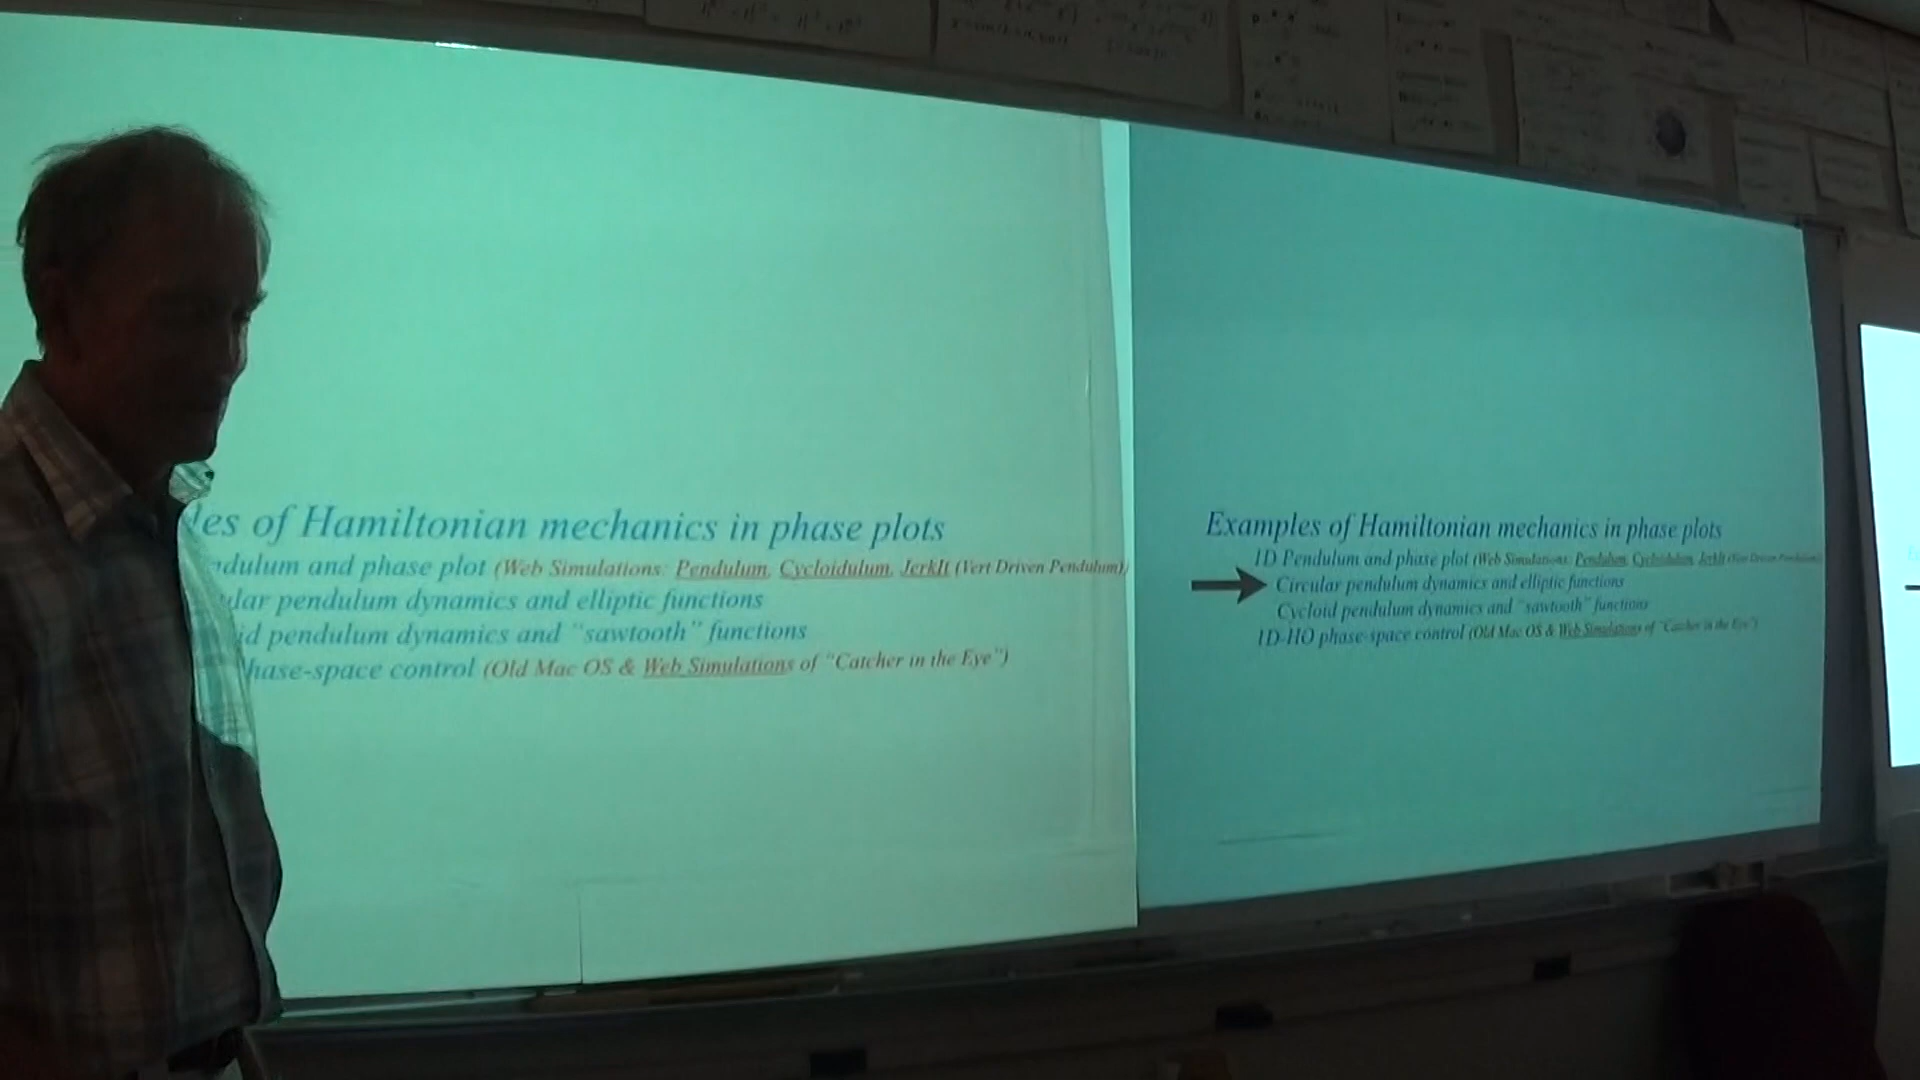 les of Hamiltonian mechanics in phase plots
ndulum and phase plot (Web Simulations: Pendulum, Cycloidulum, JerkIt (Vert Driven Pendulum))
lar pendulum dynamics and elliptic functions
id pendulum dynamics and “sawtooth” functions
hase-space control (Old Mac OS & Web Simulations of “Catcher in the Eye”)
Examples of Hamiltonian mechanics in phase plots
1D Pendulum and phase plot (Web Simulations: Pendulum, Cycloidulum, JerkIt (Vert Driven Pendulum))
Circular pendulum dynamics and elliptic functions
Cycloid pendulum dynamics and “sawtooth” functions
1D-HO phase-space control (Old Mac OS & Web Simulations of “Catcher in the Eye”)